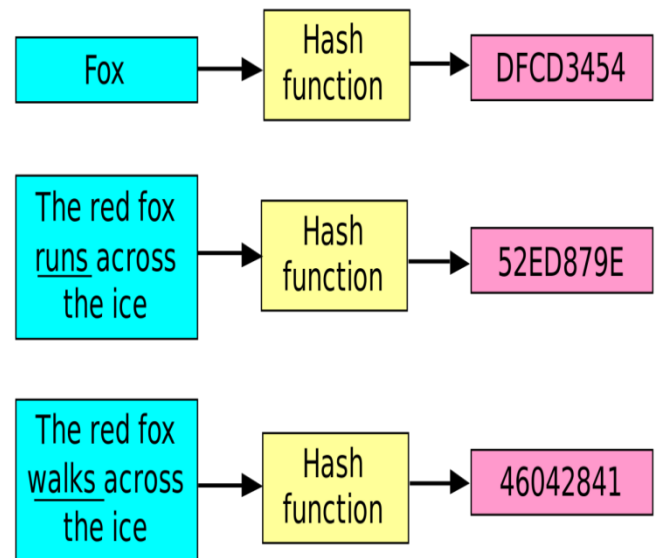 Fox
Hash
function
DFCD3454
The red fox
runs across
the ice
Hash
function
52ED879E
The red fox
walks across
the ice
Hash
function
46042841